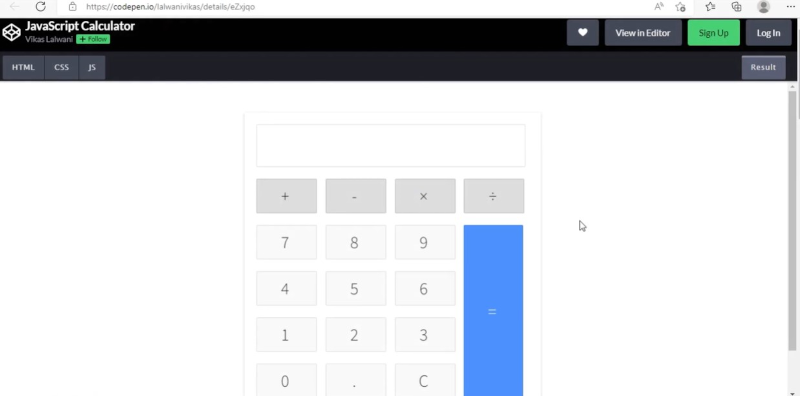 https://codepen.io/lalwanivikas/details/eZxjqo
JavaScript Calculator
Vikas Lalwani + Follow
View in Editor Sign Up Log In
HTML CSS JS Result
+ - × ÷
7 8 9
4 5 6 =
1 2 3
0 . C